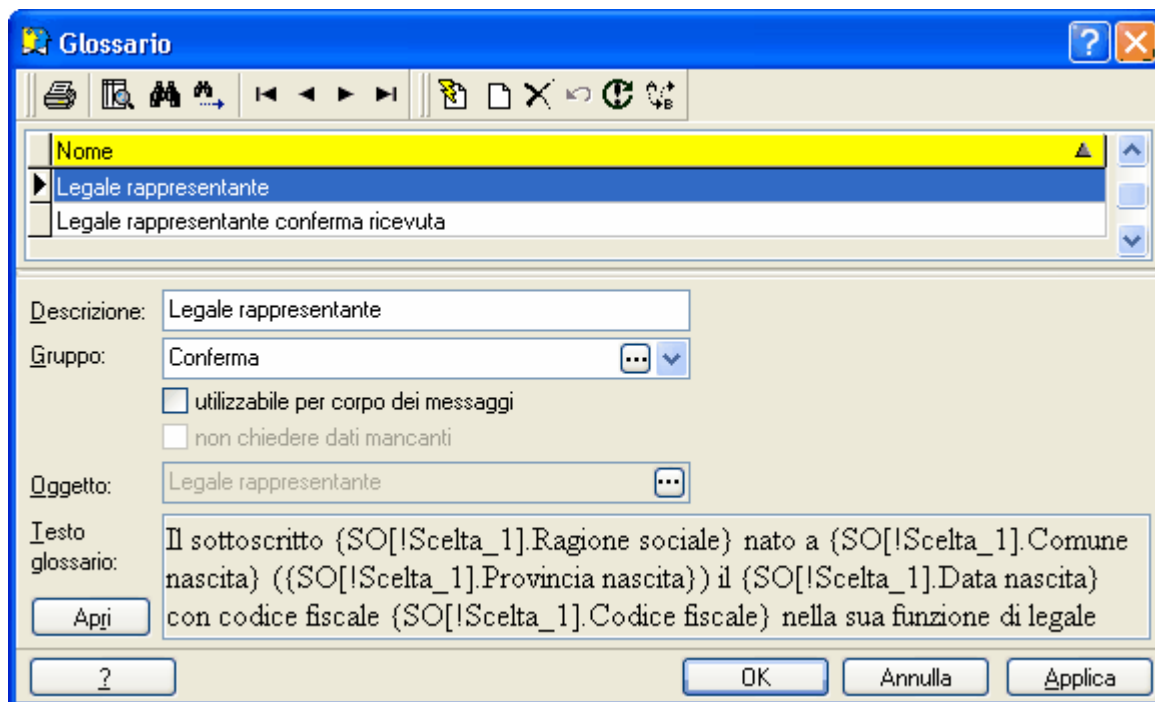 Glossario
Nome
Legale rappresentante
Legale rappresentante conferma ricevuta
Descrizione: Legale rappresentante
Gruppo: Conferma
utilizzabile per corpo dei messaggi
non chiedere dati mancanti
Oggetto: Legale rappresentante
Testo glossario:
Il sottoscritto {SO[!Scelta_1].Ragione sociale} nato a {SO[!Scelta_1].Comune
nascita} ({SO[!Scelta_1].Provincia nascita}) il {SO[!Scelta_1].Data nascita}
con codice fiscale {SO[!Scelta_1].Codice fiscale} nella sua funzione di legale
Apri
? OK Annulla Applica